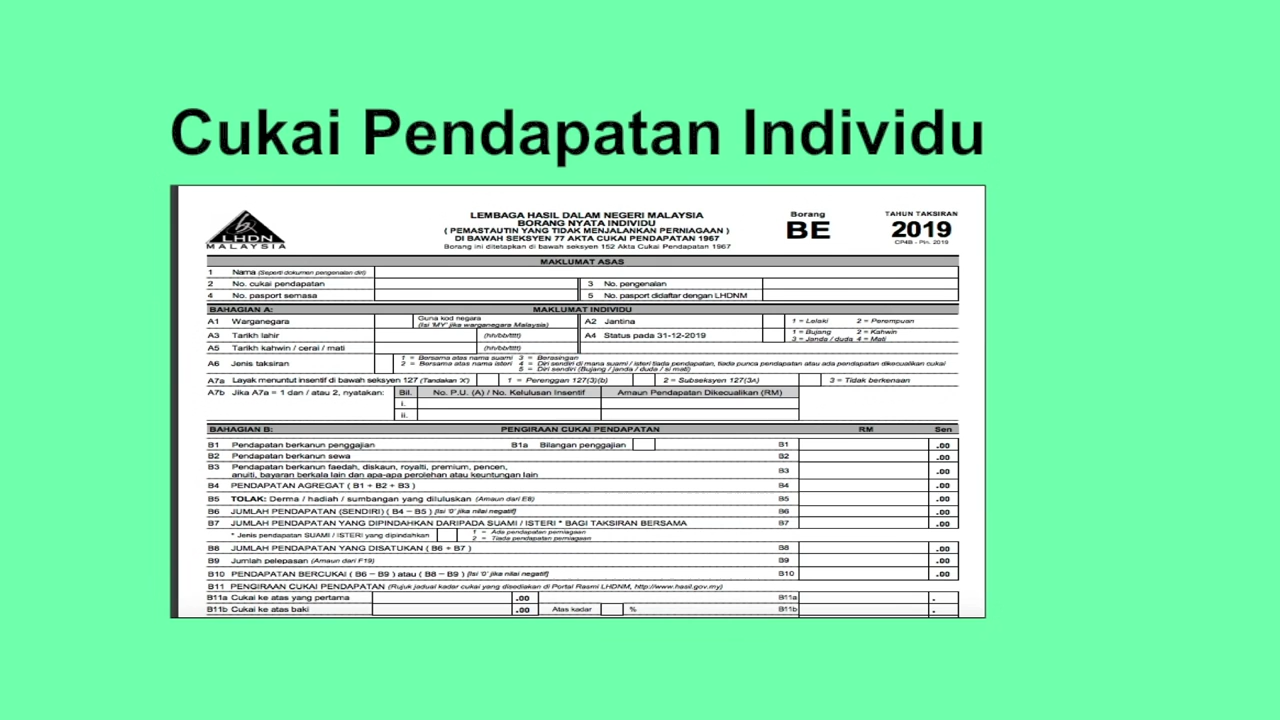 Cukai Pendapatan Individu
LHDN
MALAYSIA
LEMBAGA HASIL DALAM NEGERI MALAYSIA
BORANG NYATA INDIVIDU
( PEMASTAUTIN YANG TIDAK MENJALANKAN PERNIAGAAN )
DI BAWAH SEKSYEN 77 AKTA CUKAI PENDAPATAN 1967
Borang ini ditetapkan di bawah seksyen 152 Akta Cukai Pendapatan 1967
Borang
BE
TAHUN TAKSIRAN
2019
CP4B - Pin. 2019
MAKLUMAT ASAS
1 Nama (Seperti dokumen pengenalan diri)
2 No. cukai pendapatan 3 No. pengenalan
4 No. pasport semasa 5 No. pasport didaftar dengan LHDNM
BAHAGIAN A: MAKLUMAT INDIVIDU
A1 Warganegara Guna kod negara (Isi 'MY' jika warganegara Malaysia) A2 Jantina 1 = Lelaki 2 = Perempuan
A3 Tarikh lahir (hh/bb/tttt) A4 Status pada 31-12-2019 1 = Bujang 2 = Kahwin 3 = Janda / duda 4 = Mati
A5 Tarikh kahwin / cerai / mati (hh/bb/tttt)
A6 Jenis taksiran 1 = Bersama atas nama suami 3 = Berasingan
2 = Bersama atas nama isteri 4 = Diri sendiri di mana suami / isteri tiada pendapatan, tiada punca pendapatan atau ada pendapatan dikecualikan cukai
5 = Diri sendiri (Bujang / janda / duda / si mati)
A7a Layak menuntut insentif di bawah seksyen 127 (Tandakan 'X') 1 = Perenggan 127(3)(b) 2 = Subseksyen 127(3A) 3 = Tidak berkenaan
A7b Jika A7a = 1 dan / atau 2, nyatakan: Bil. No. P.U. (A) / No. Kelulusan Insentif Amaun Pendapatan Dikecualikan (RM)
i.
ii.
BAHAGIAN B: PENGIRAAN CUKAI PENDAPATAN RM Sen
B1 Pendapatan berkanun penggajian B1a Bilangan penggajian B1 .00
B2 Pendapatan berkanun sewa B2 .00
B3 Pendapatan berkanun faedah, diskaun, royalti, premium, pencen,
anuiti, bayaran berkala lain dan apa-apa perolehan atau keuntungan lain B3 .00
B4 PENDAPATAN AGREGAT ( B1 + B2 + B3 ) B4 .00
B5 TOLAK: Derma / hadiah / sumbangan yang diluluskan (Amaun dari E8) B5 .00
B6 JUMLAH PENDAPATAN (SENDIRI) ( B4 – B5 ) [Isi '0' jika nilai negatif] B6 .00
B7 JUMLAH PENDAPATAN YANG DIPINDAHKAN DARIPADA SUAMI / ISTERI * BAGI TAKSIRAN BERSAMA B7 .00
* Jenis pendapatan SUAMI / ISTERI yang dipindahkan 1 = Ada pendapatan perniagaan
2 = Tiada pendapatan perniagaan
B8 JUMLAH PENDAPATAN YANG DISATUKAN ( B6 + B7 ) B8 .00
B9 Jumlah pelepasan (Amaun dari F19) B9 .00
B10 PENDAPATAN BERCUKAI ( B6 – B9 ) atau ( B8 – B9 ) [Isi '0' jika nilai negatif] B10 .00
B11 PENGIRAAN CUKAI PENDAPATAN (Rujuk jadual kadar cukai yang disediakan di Portal Rasmi LHDNM, http://www.hasil.gov.my)
B11a Cukai ke atas yang pertama .00 B11a .
B11b Cukai ke atas baki .00 Atas kadar % B11b .